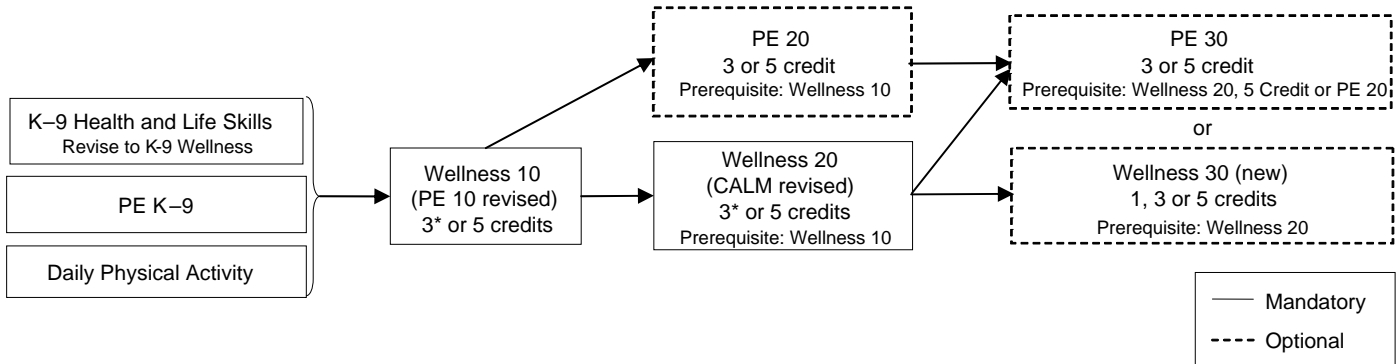 K–9 Health and Life Skills
Revise to K-9 Wellness
PE K–9
Daily Physical Activity
Wellness 10
(PE 10 revised)
3* or 5 credits
PE 20
3 or 5 credit
Prerequisite: Wellness 10
Wellness 20
(CALM revised)
3* or 5 credits
Prerequisite: Wellness 10
PE 30
3 or 5 credit
Prerequisite: Wellness 20, 5 Credit or PE 20
or
Wellness 30 (new)
1, 3 or 5 credits
Prerequisite: Wellness 20
Mandatory
Optional